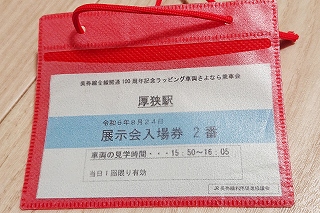 美祢線全線開通100周年記念ラッピング車両さよなら乗車会
厚狭駅
令和6年8月24日
展示会入場券 2番
車両の見学時間・・・15:50～16:05
当日1回限り有効
JR美祢線利用促進協議会